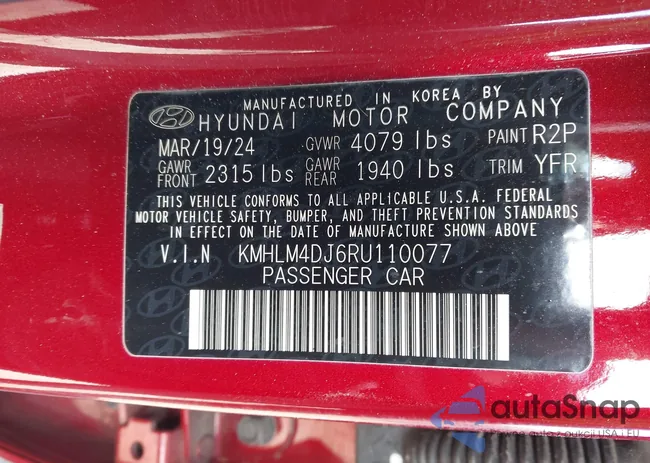 MANUFACTURED IN KOREA BY
HYUNDAI MOTOR COMPANY
MAR/19/24 GVWR 4079 lbs PAINT R2P
GAWR FRONT 2315 lbs GAWR REAR 1940 lbs TRIM YFR
THIS VEHICLE CONFORMS TO ALL APPLICABLE U.S.A. FEDERAL
MOTOR VEHICLE SAFETY, BUMPER, AND THEFT PREVENTION STANDARDS
IN EFFECT ON THE DATE OF MANUFACTURE SHOWN ABOVE
V.I.N KMHLM4DJ6RU110077
PASSENGER CAR
autaSnap